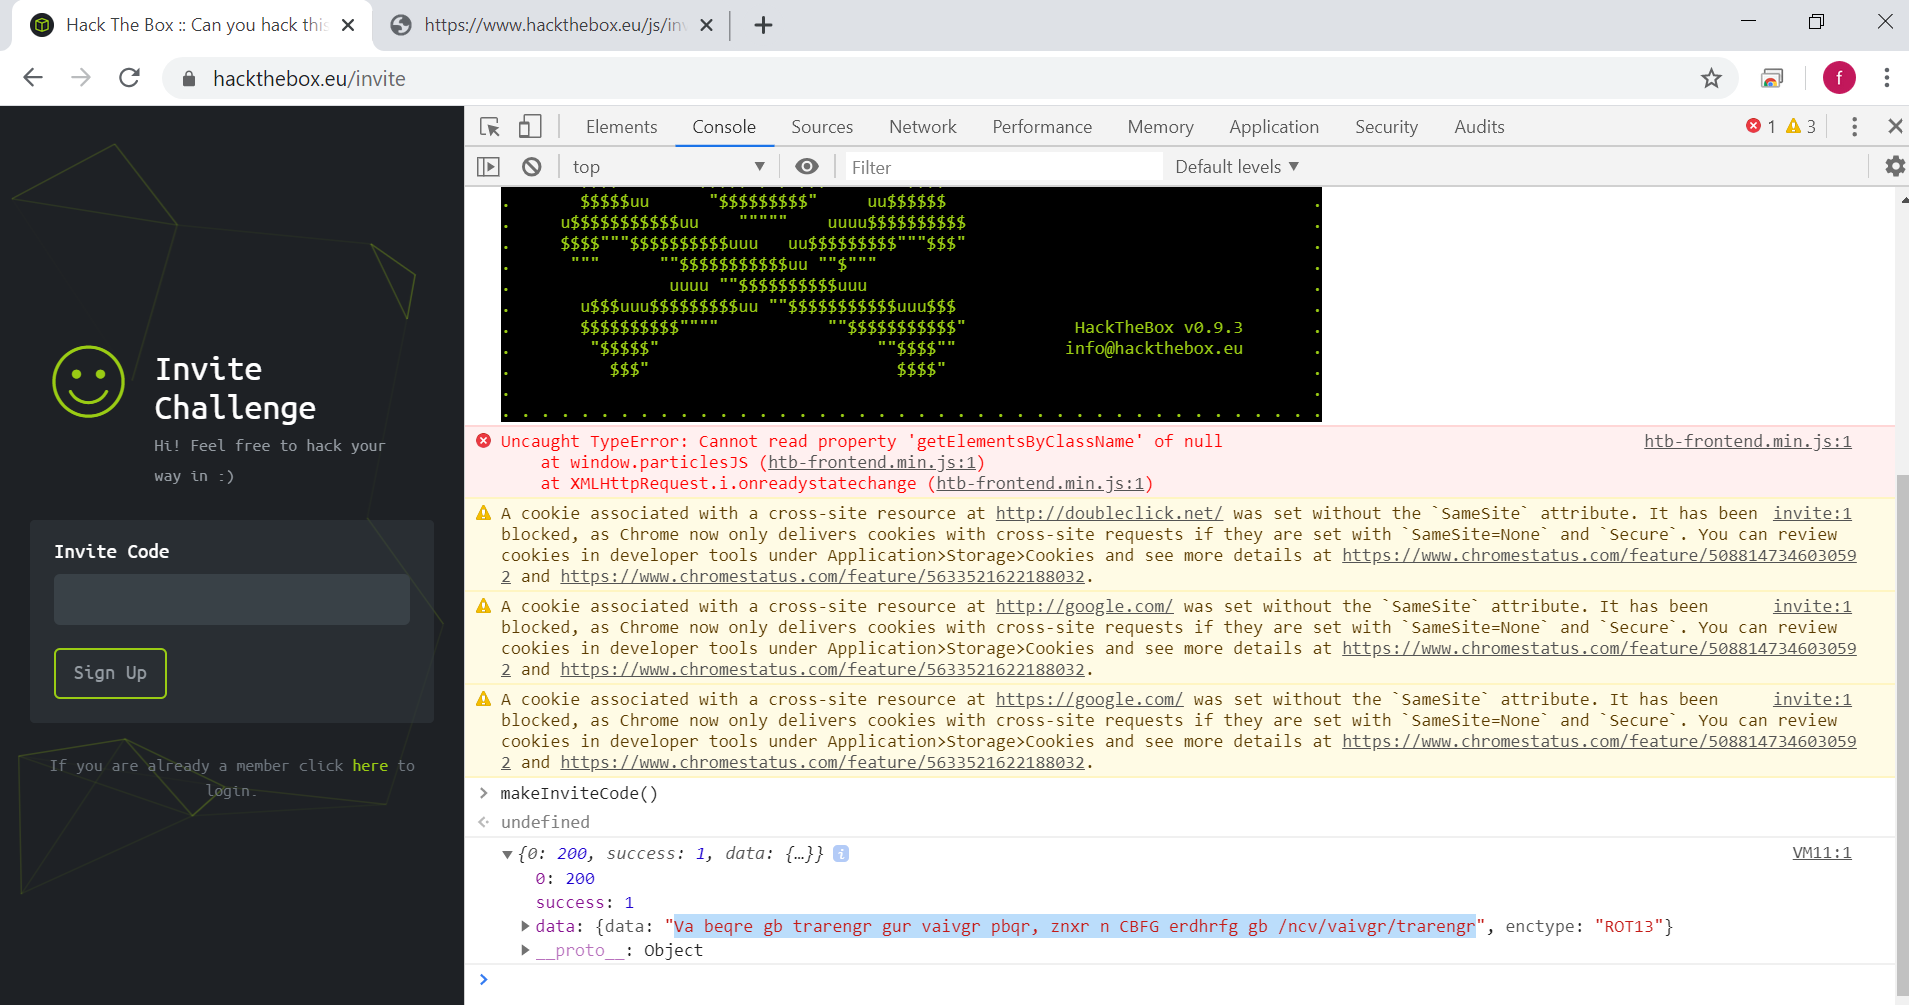 Hack The Box :: Can you hack this
https://www.hackthebox.eu/js/inv
hackthebox.eu/invite
f
Elements Console Sources Network Performance Memory Application Security Audits
1 3
top
Filter
Default levels
. $$$$$uu "$$$$$$$$$" uu$$$$$$ .
. u$$$$$$$$$$$uu """"" uuuu$$$$$$$$$$ .
. $$$$"""$$$$$$$$$$uuu uu$$$$$$$$$"""$$$" .
. """ ""$$$$$$$$$$$uu ""$""" .
. uuuu ""$$$$$$$$$$uuu .
. u$$$uuu$$$$$$$$$uu ""$$$$$$$$$$$uuu$$$ .
. $$$$$$$$$$"""" ""$$$$$$$$$$$" HackTheBox v0.9.3 .
. "$$$$$" ""$$$$"" info@hackthebox.eu .
. $$$" $$$$" .
. .
. . . . . . . . . . . . . . . . . . . . . . . . . . . . . . . . . . . . . . . . . .
Uncaught TypeError: Cannot read property 'getElementsByClassName' of null htb-frontend.min.js:1
at window.particlesJS (htb-frontend.min.js:1)
at XMLHttpRequest.i.onreadystatechange (htb-frontend.min.js:1)
A cookie associated with a cross-site resource at http://doubleclick.net/ was set without the `SameSite` attribute. It has been invite:1
blocked, as Chrome now only delivers cookies with cross-site requests if they are set with `SameSite=None` and `Secure`. You can review
cookies in developer tools under Application>Storage>Cookies and see more details at https://www.chromestatus.com/feature/508814734603059
2 and https://www.chromestatus.com/feature/5633521622188032.
A cookie associated with a cross-site resource at http://google.com/ was set without the `SameSite` attribute. It has been invite:1
blocked, as Chrome now only delivers cookies with cross-site requests if they are set with `SameSite=None` and `Secure`. You can review
cookies in developer tools under Application>Storage>Cookies and see more details at https://www.chromestatus.com/feature/508814734603059
2 and https://www.chromestatus.com/feature/5633521622188032.
A cookie associated with a cross-site resource at https://google.com/ was set without the `SameSite` attribute. It has been invite:1
blocked, as Chrome now only delivers cookies with cross-site requests if they are set with `SameSite=None` and `Secure`. You can review
cookies in developer tools under Application>Storage>Cookies and see more details at https://www.chromestatus.com/feature/508814734603059
2 and https://www.chromestatus.com/feature/5633521622188032.
> makeInviteCode()
undefined
{0: 200, success: 1, data: {…}} i VM11:1
0: 200
success: 1
data: {data: "Va beqre gb trarengr gur vaivgr pbqr, znxr n CBFG erdhrfg gb /ncv/vaivgr/trarengr", enctype: "ROT13"}
__proto__: Object
>
Invite
Challenge
Hi! Feel free to hack your
way in :)
Invite Code
Sign Up
If you are already a member click here to
login.